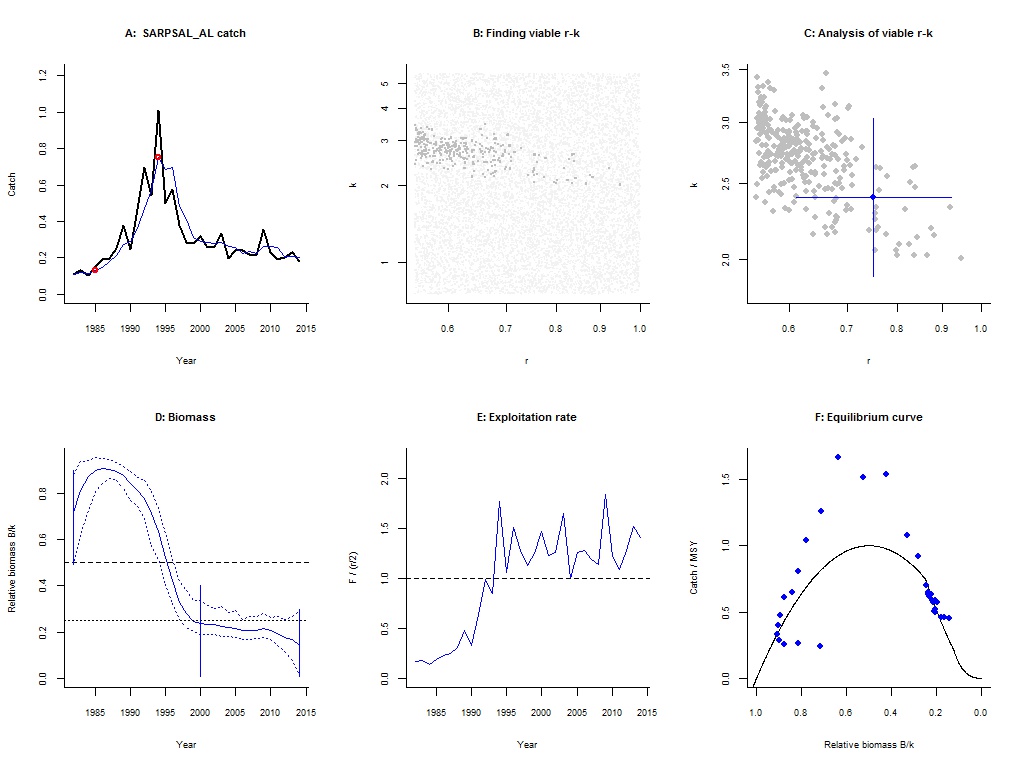 A: SARPSAL_AL catch
B: Finding viable r-k
C: Analysis of viable r-k
Catch
0.0 0.2 0.4 0.6 0.8 1.0 1.2
1985 1990 1995 2000 2005 2010 2015
Year
k
1 2 3 4 5
0.6 0.7 0.8 0.9 1.0
r
k
2.0 2.5 3.0 3.5
0.6 0.7 0.8 0.9 1.0
r
D: Biomass
E: Exploitation rate
F: Equilibrium curve
Relative biomass B/k
0.0 0.2 0.4 0.6 0.8
1985 1990 1995 2000 2005 2010 2015
Year
F / (r/2)
0.0 0.5 1.0 1.5 2.0
1985 1990 1995 2000 2005 2010 2015
Year
Catch / MSY
0.0 0.5 1.0 1.5
1.0 0.8 0.6 0.4 0.2 0.0
Relative biomass B/k